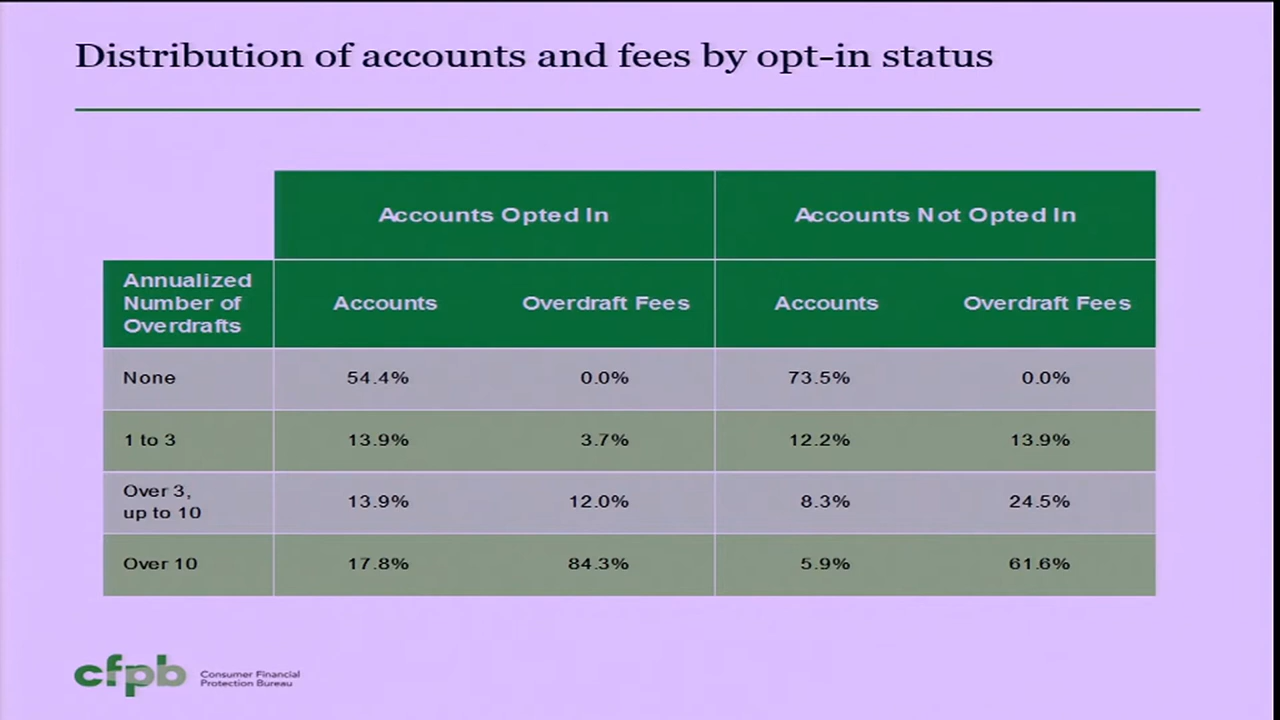 Distribution of accounts and fees by opt-in status
Accounts Opted In
Accounts Not Opted In
Annualized
Number of
Overdrafts
Accounts
Overdraft Fees
Accounts
Overdraft Fees
None
54.4%
0.0%
73.5%
0.0%
1 to 3
13.9%
3.7%
12.2%
13.9%
Over 3,
up to 10
13.9%
12.0%
8.3%
24.5%
Over 10
17.8%
84.3%
5.9%
61.6%
cfpb
Consumer Financial
Protection Bureau